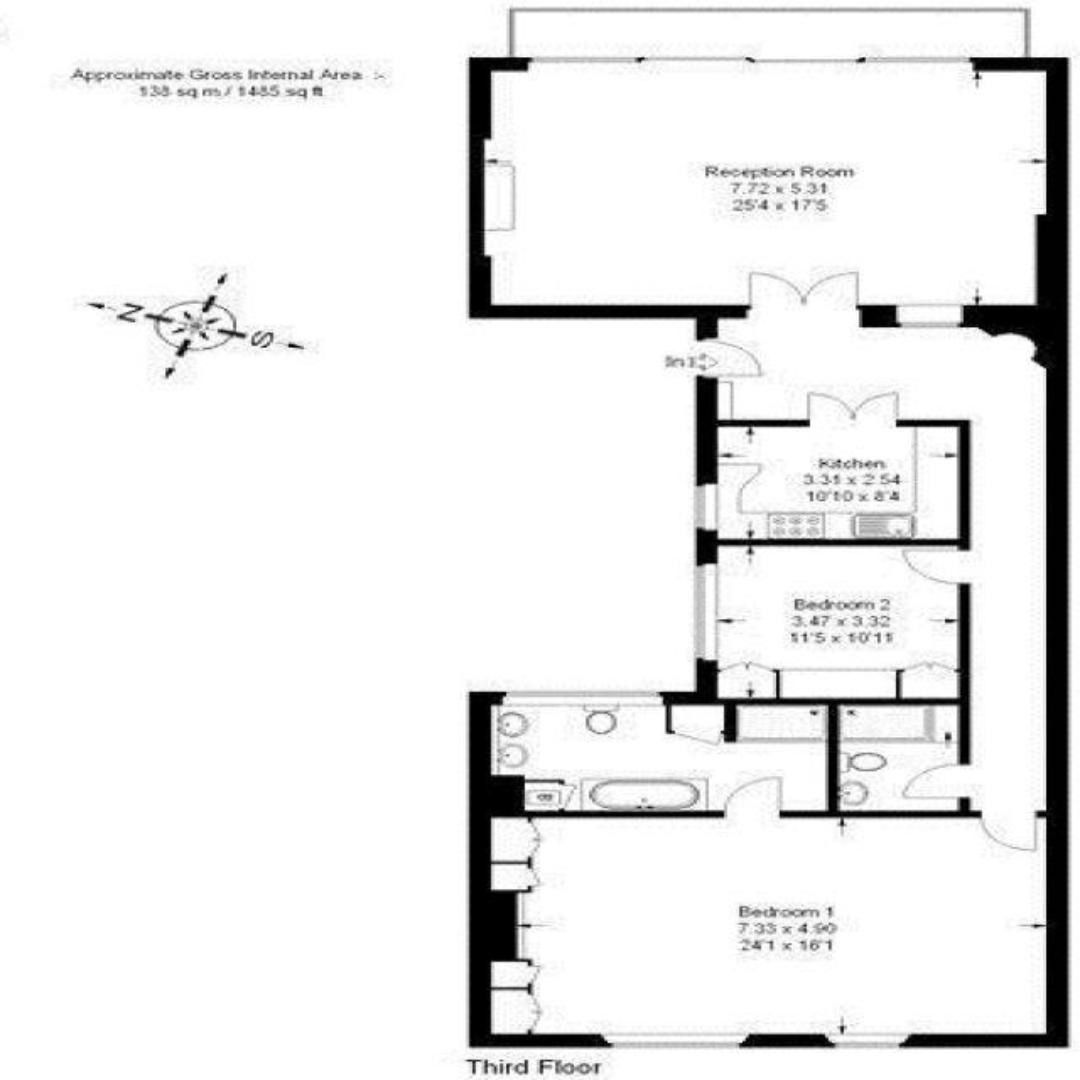 Approximate Gross Internal Area :-
138 sq m / 1485 sq ft
Reception Room
7.72 x 5.31
25'4 x 17'5
N
S
In
Kitchen
3.31 x 2.54
10'10 x 8'4
Bedroom 2
3.47 x 3.32
11'5 x 10'11
Bedroom 1
7.33 x 4.90
24'1 x 16'1
Third Floor